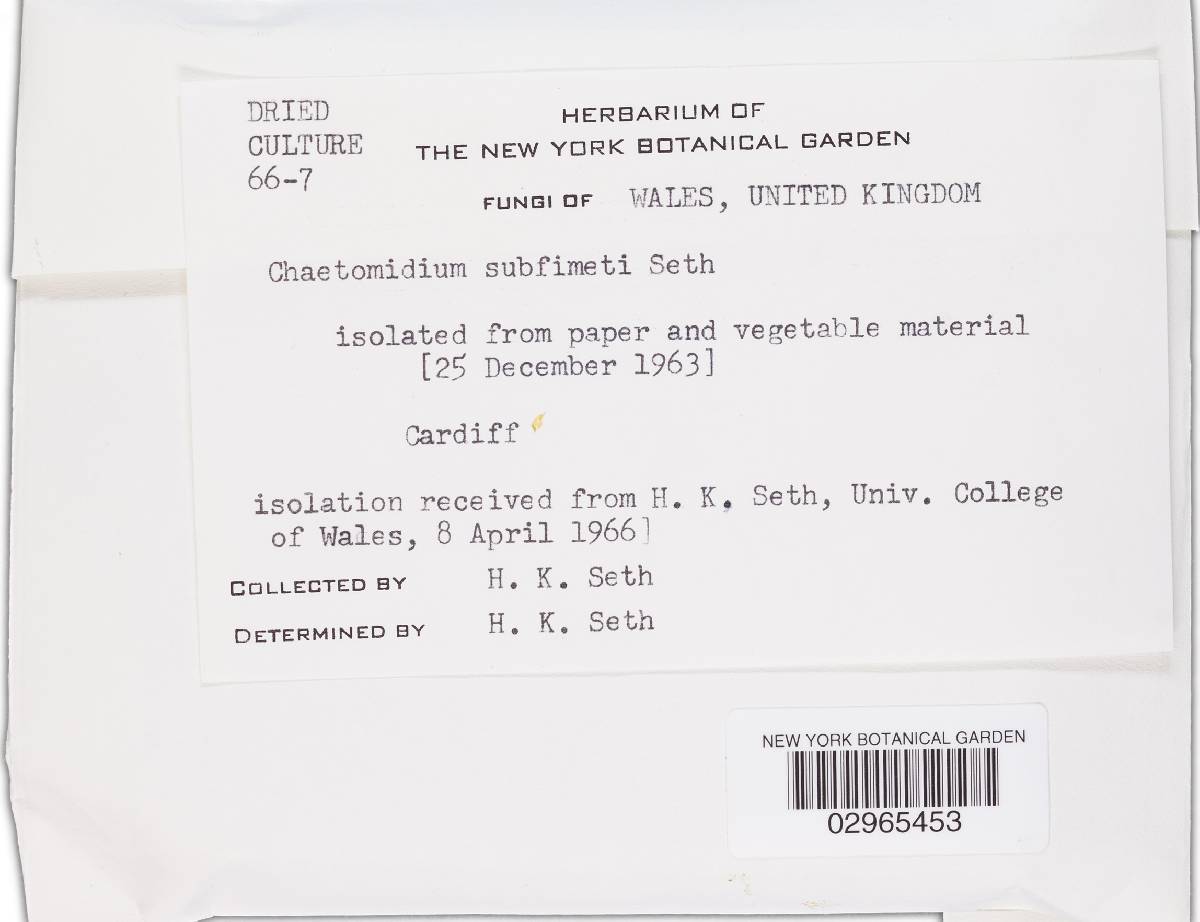 DRIED
CULTURE
66-7
HERBARIUM OF
THE NEW YORK BOTANICAL GARDEN
FUNGI OF WALES, UNITED KINGDOM
Chaetomidium subfimeti Seth
isolated from paper and vegetable material
[25 December 1963]
Cardiff
isolation received from H. K. Seth, Univ. College
of Wales, 8 April 1966]
COLLECTED BY H. K. Seth
DETERMINED BY H. K. Seth
NEW YORK BOTANICAL GARDEN
02965453